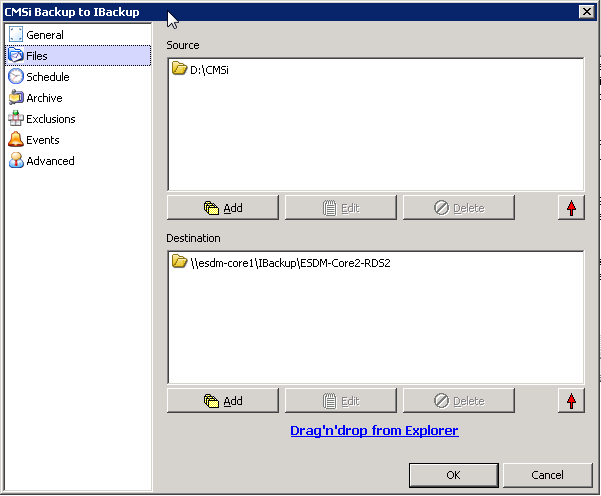 CMSi Backup to IBackup
General
Files
Schedule
Archive
Exclusions
Events
Advanced
Source
D:\CMSi
Add
Edit
Delete
Destination
\\esdm-core1\IBackup\ESDM-Core2-RDS2
Add
Edit
Delete
Drag'n'drop from Explorer
OK
Cancel